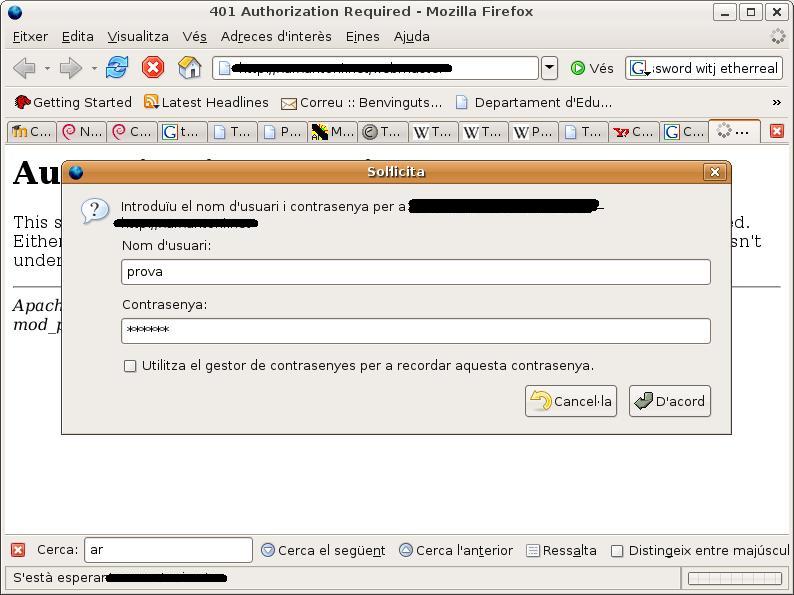 401 Authorization Required - Mozilla Firefox
Fitxer Edita Visualitza Vés Adreces d'interès Eines Ajuda
Vés sword witj etherreal
Getting Started Latest Headlines Correu :: Benvinguts... Departament d'Edu... »
C... N... C... t... T... P... M... T... T... T... P... T... C... C... ...
Au
Sol·licita
Introduïu el nom d'usuari i contrasenya per a
This s ed.
Either sn't
under
Nom d'usuari:
prova
Apach
mod_p
Contrasenya:
******
Utilitza el gestor de contrasenyes per a recordar aquesta contrasenya.
Cancel·la D'acord
Cerca: ar Cerca el següent Cerca l'anterior Ressalta Distingeix entre majúscul
S'està esperant